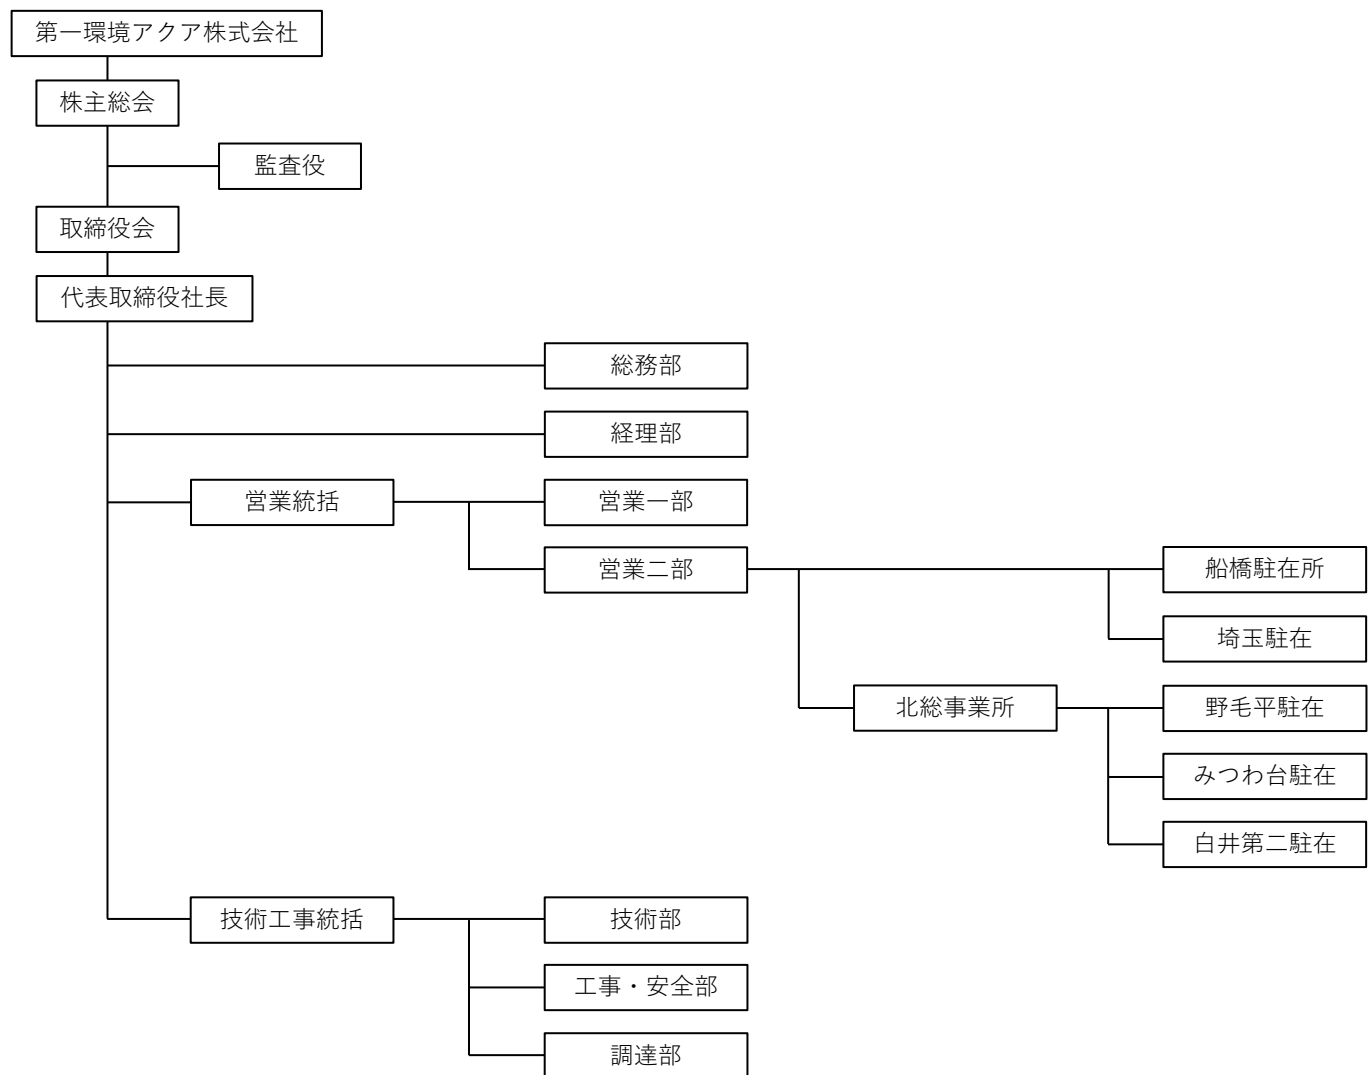 第一環境アクア株式会社
株主総会
監査役
取締役会
代表取締役社長
総務部
経理部
営業統括
営業一部
営業二部
船橋駐在所
埼玉駐在
北総事業所
野毛平駐在
みつわ台駐在
白井第二駐在
技術工事統括
技術部
工事・安全部
調達部